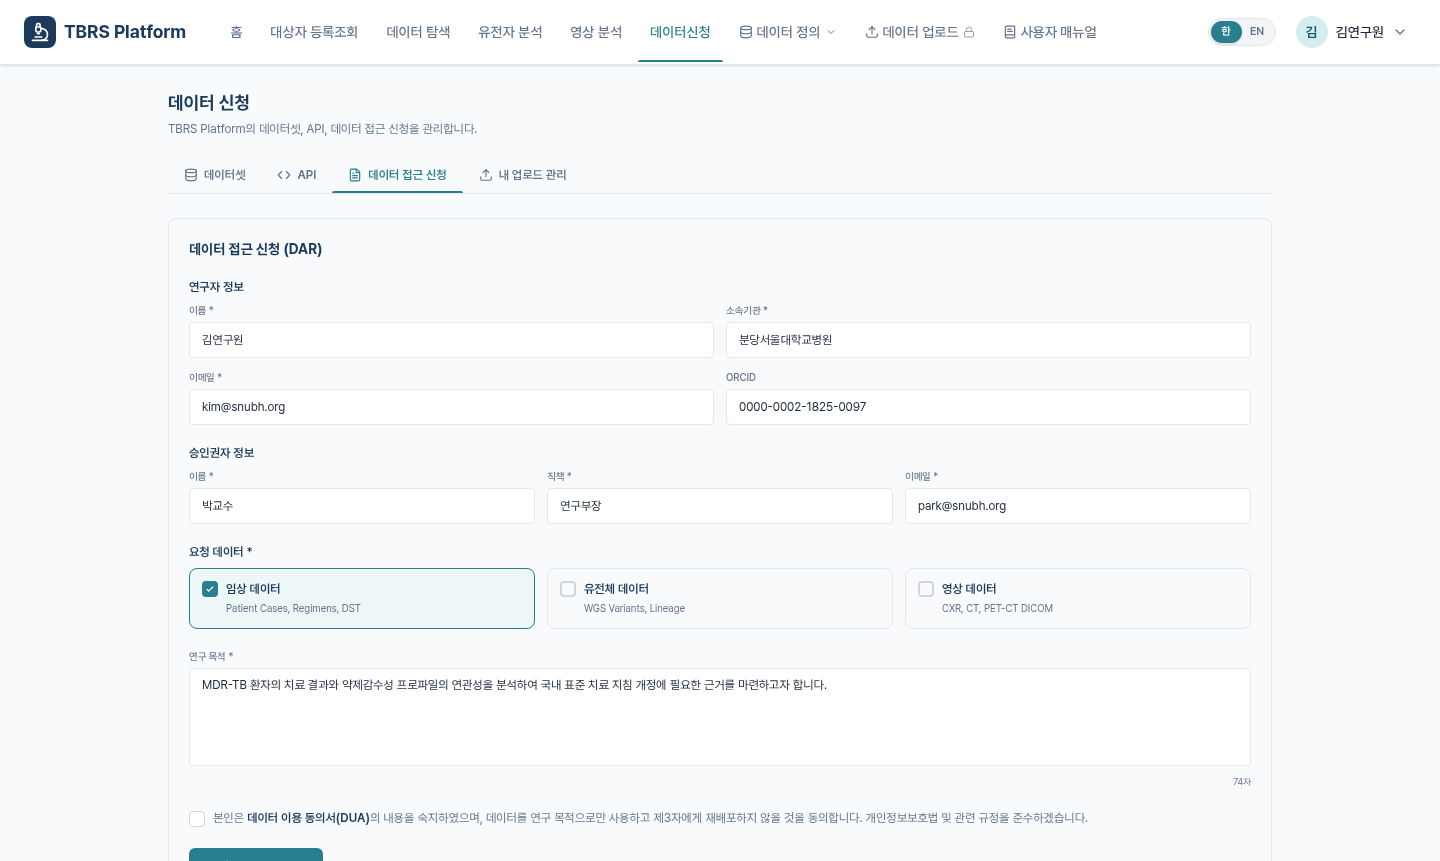 TBRS Platform
홈
대상자 등록조회
데이터 탐색
유전자 분석
영상 분석
데이터신청
데이터 정의
데이터 업로드
사용자 매뉴얼
한
EN
김
김연구원
데이터 신청
TBRS Platform의 데이터셋, API, 데이터 접근 신청을 관리합니다.
데이터셋
API
데이터 접근 신청
내 업로드 관리
데이터 접근 신청 (DAR)
연구자 정보
이름 *
소속기관 *
김연구원
분당서울대학교병원
이메일 *
ORCID
kim@snubh.org
0000-0002-1825-0097
승인권자 정보
이름 *
직책 *
이메일 *
박교수
연구부장
park@snubh.org
요청 데이터 *
임상 데이터
Patient Cases, Regimens, DST
유전체 데이터
WGS Variants, Lineage
영상 데이터
CXR, CT, PET-CT DICOM
연구 목적 *
MDR-TB 환자의 치료 결과와 약제감수성 프로파일의 연관성을 분석하여 국내 표준 치료 지침 개정에 필요한 근거를 마련하고자 합니다.
74자
본인은 데이터 이용 동의서(DUA)의 내용을 숙지하였으며, 데이터를 연구 목적으로만 사용하고 제3자에게 재배포하지 않을 것을 동의합니다. 개인정보보호법 및 관련 규정을 준수하겠습니다.